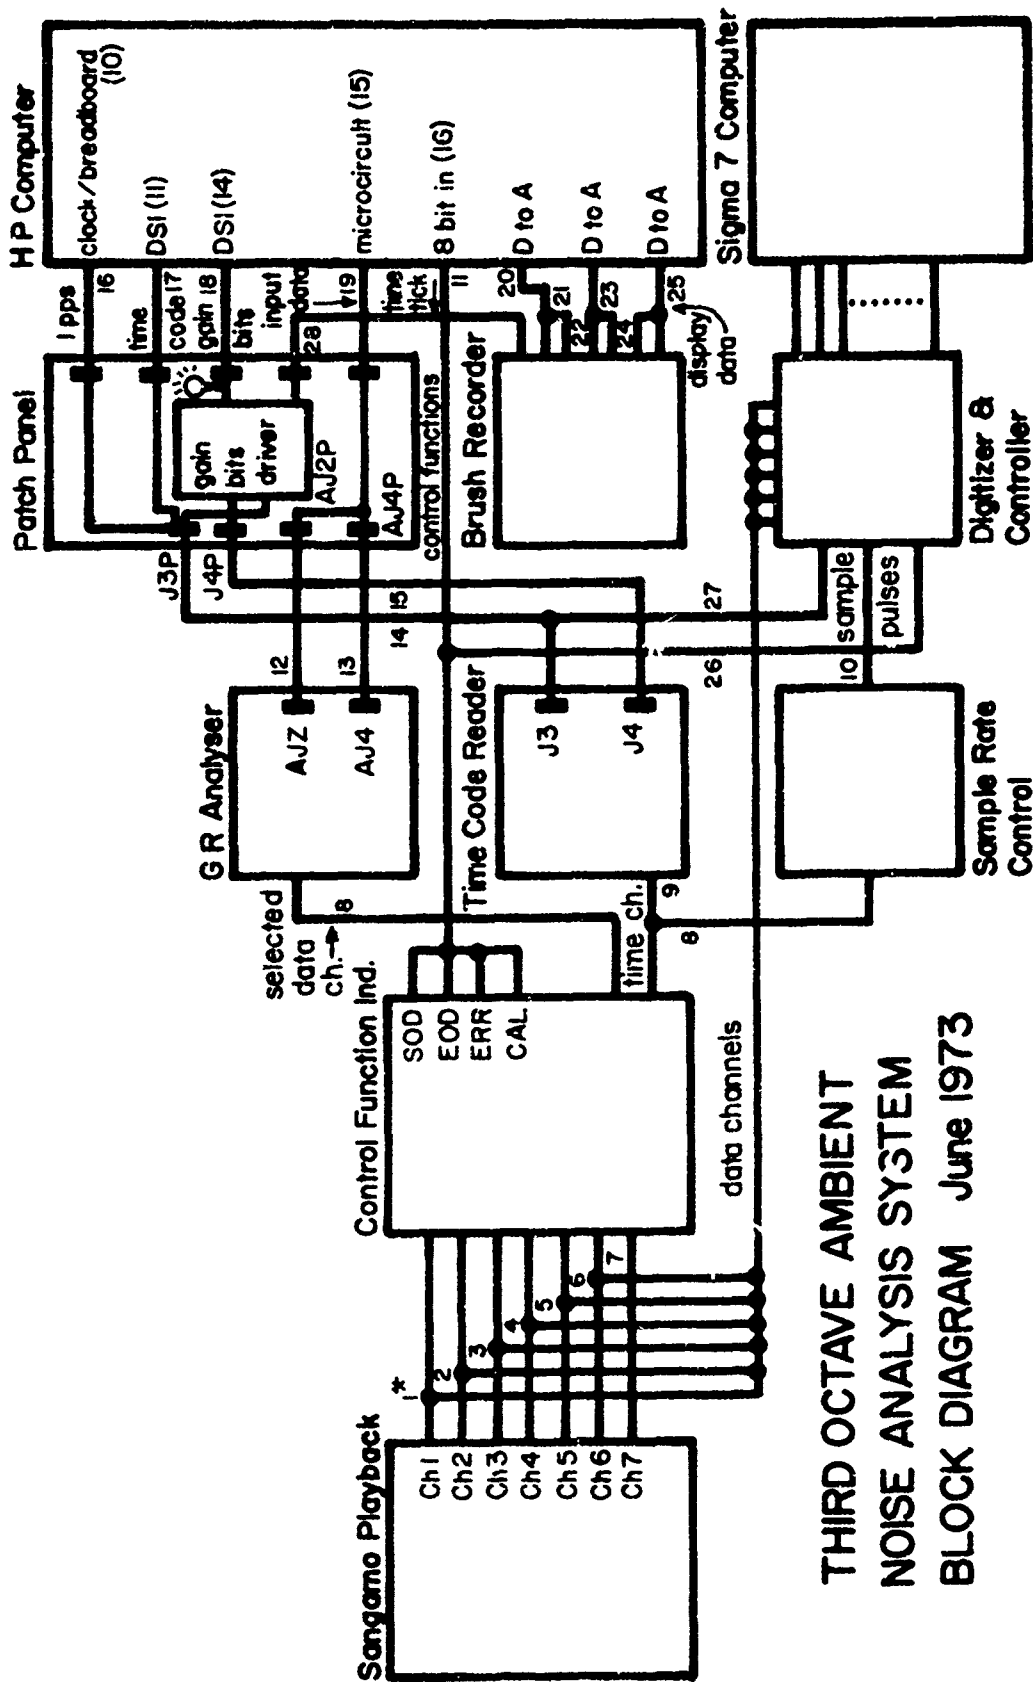 Sangamo Playback
Ch1
Ch2
Ch3
Ch4
Ch5
Ch6
Ch7
1*
2
3
4
5
6
7
Control Function Ind.
SOD
EOD
ERR
CAL
selected
data
ch.→
8
time ch.
9
8
data channels
GR Analyser
AJZ
AJ4
12
13
Time Code Reader
J3
J4
Sample Rate
Control
10 sample
pulses
14
15
26
27
Patch Panel
J3P
J4P
gain
bits
driver
AJ2P
AJ4P
control functions
Brush Recorder
Digitizer &
Controller
1 pps
16
time
code 17
gain 18
bits
input
data
28
19
time
tick
11
20
21
22
23
24
25
display
data
HP Computer
clock/breadboard
(10)
DSI (11)
DSI (14)
microcircuit (15)
8 bit in (1G)
D to A
D to A
D to A
Sigma 7 Computer
THIRD OCTAVE AMBIENT
NOISE ANALYSIS SYSTEM
BLOCK DIAGRAM June 1973